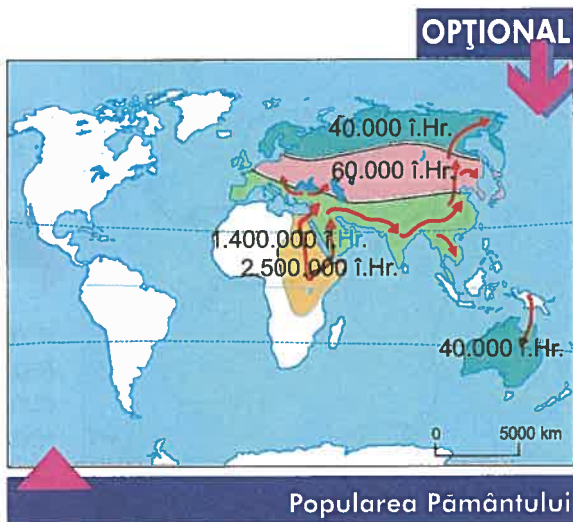 OPŢIONAL
40.000 î.Hr.
60.000 î.Hr.
1.400.000 î.Hr.
2.500.000 î.Hr.
40.000 î.Hr.
0 5000 km
Popularea Pământului